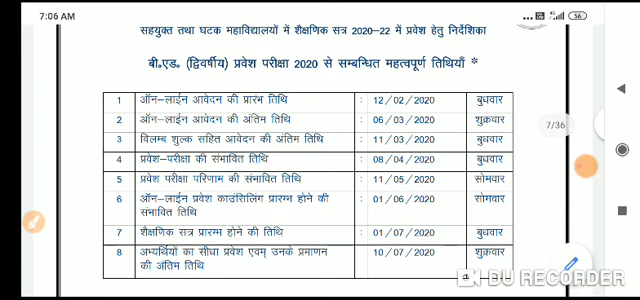 7:06 AM
56
सहयुक्त तथा घटक महाविद्यालयों में शैक्षणिक सत्र 2020–22 में प्रवेश हेतु निर्देशिका
बी०एड० (द्विवर्षीय) प्रवेश परीक्षा 2020 से सम्बन्धित महत्वपूर्ण तिथियाँ *
1 ऑन–लाईन आवेदन की प्रारंभ तिथि : 12/02/2020 बुधवार
2 ऑन–लाईन आवेदन की अंतिम तिथि : 06/03/2020 शुक्रवार
3 विलम्ब शुल्क सहित आवेदन की अंतिम तिथि : 11/03/2020 बुधवार
7/36
4 प्रवेश–परीक्षा की संभावित तिथि : 08/04/2020 बुधवार
5 प्रवेश परीक्षा परिणाम की संभावित तिथि : 11/05/2020 सोमवार
6 ऑन–लाईन प्रवेश काउंसिलिंग प्रारम्भ होने की : 01/06/2020 सोमवार
संभावित तिथि
7 शैक्षणिक सत्र प्रारम्भ होने की तिथि : 01/07/2020 बुधवार
8 अभ्यर्थियों का सीधा प्रवेश एवम् उनके प्रमाणन : 10/07/2020 शुक्रवार
की अंतिम तिथि
DU RECORDER